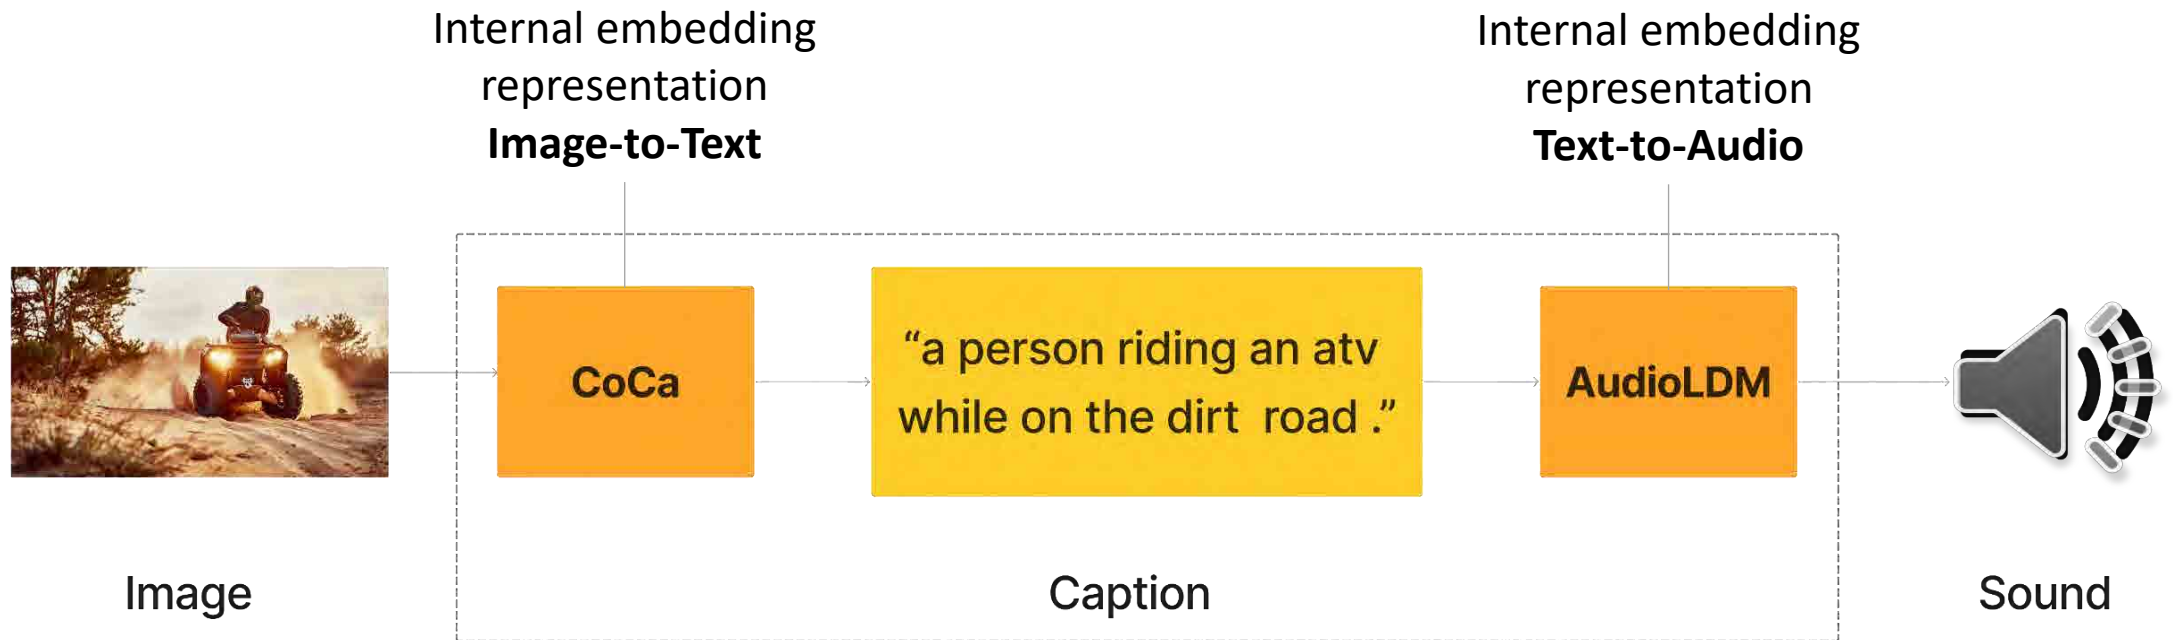 Internal embedding
representation
Image-to-Text
Internal embedding
representation
Text-to-Audio
CoCa
“a person riding an atv
while on the dirt road .”
AudioLDM
Image
Caption
Sound